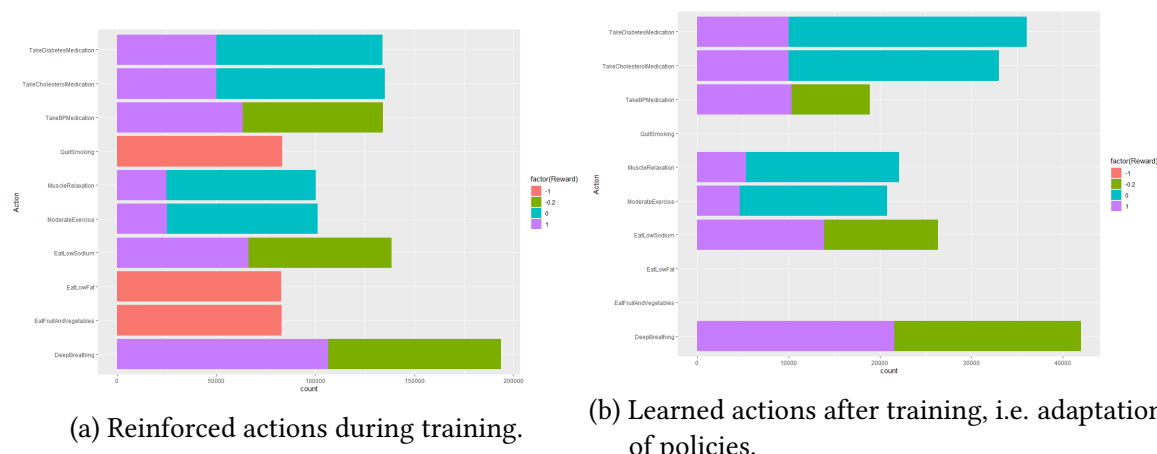 TakeDiabetesMedication
TakeCholesterolMedication
TakeBPMedication
QuitSmoking
MuscleRelaxation
ModerateExercise
EatLowSodium
EatLowFat
EatFruitAndVegetables
DeepBreathing
Action
0 50000 100000 150000 200000
count
factor(Reward)
-1
-0.2
0
1
(a) Reinforced actions during training.
TakeDiabetesMedication
TakeCholesterolMedication
TakeBPMedication
QuitSmoking
MuscleRelaxation
ModerateExercise
EatLowSodium
EatLowFat
EatFruitAndVegetables
DeepBreathing
Action
0 10000 20000 30000 40000
count
factor(Reward)
-1
-0.2
0
1
(b) Learned actions after training, i.e. adaptation
of policies.